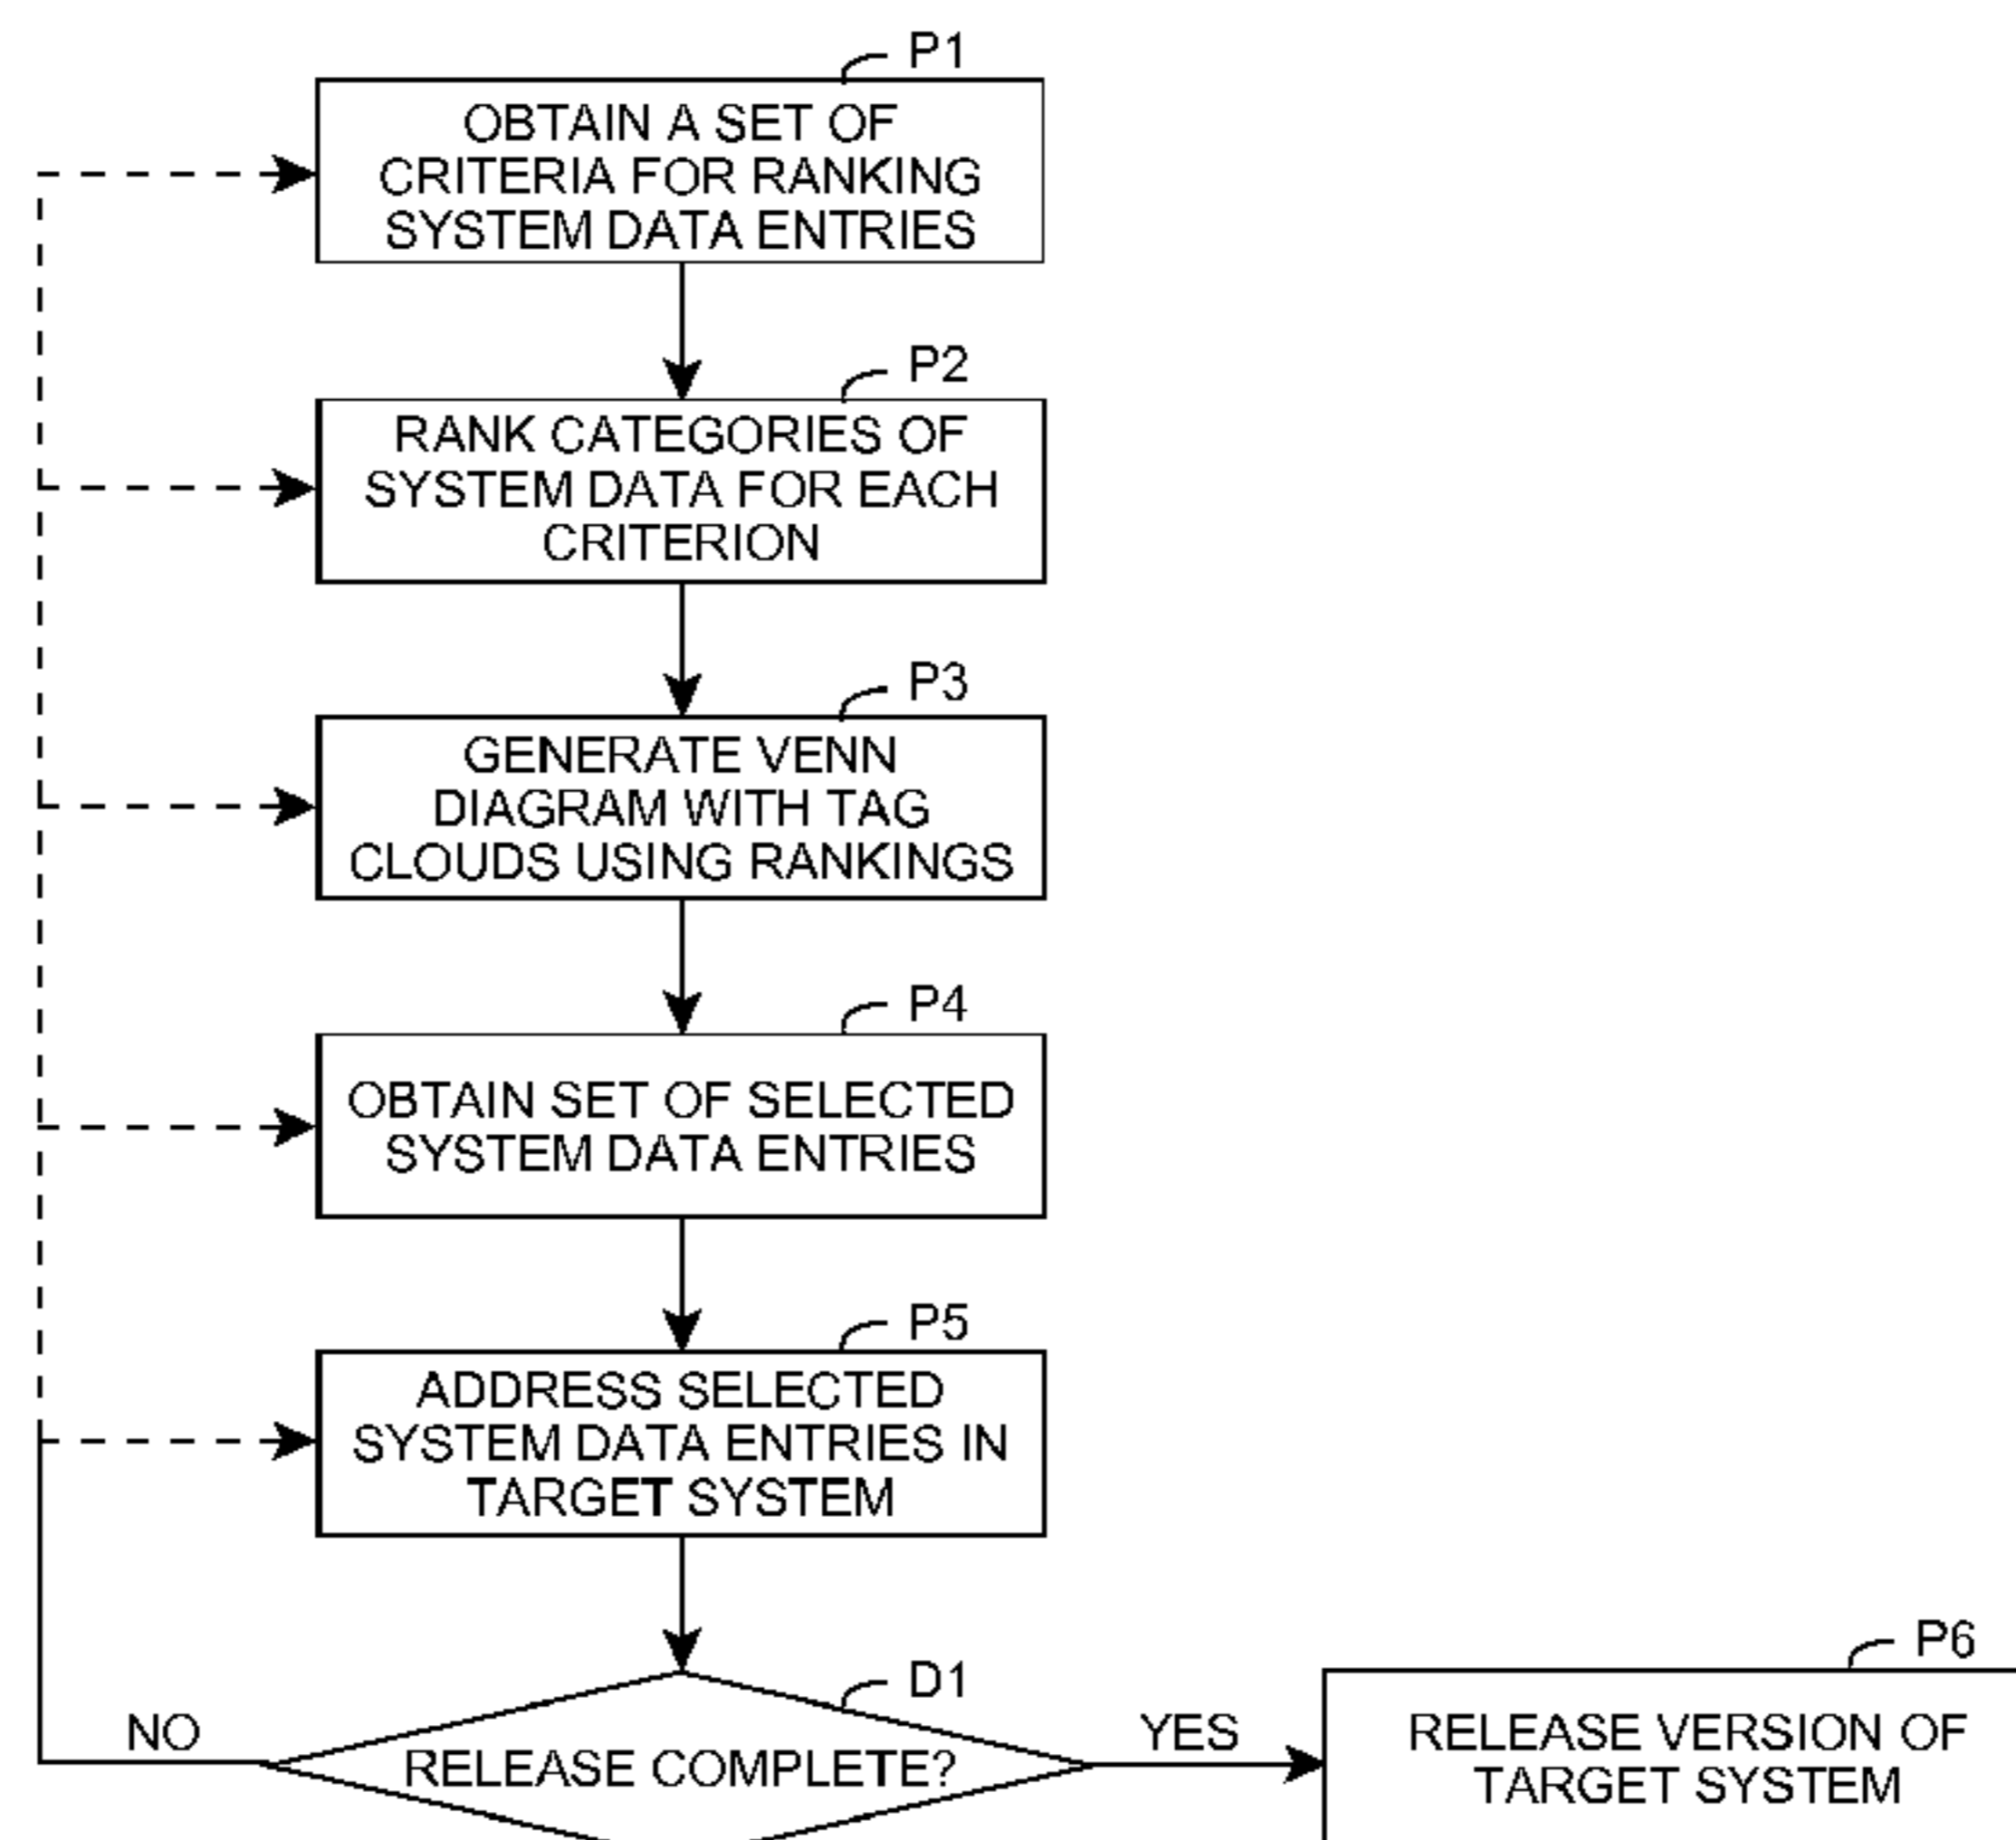 P1
OBTAIN A SET OF
CRITERIA FOR RANKING
SYSTEM DATA ENTRIES
P2
RANK CATEGORIES OF
SYSTEM DATA FOR EACH
CRITERION
P3
GENERATE VENN
DIAGRAM WITH TAG
CLOUDS USING RANKINGS
P4
OBTAIN SET OF SELECTED
SYSTEM DATA ENTRIES
P5
ADDRESS SELECTED
SYSTEM DATA ENTRIES IN
TARGET SYSTEM
D1
NO
RELEASE COMPLETE?
YES
P6
RELEASE VERSION OF
TARGET SYSTEM